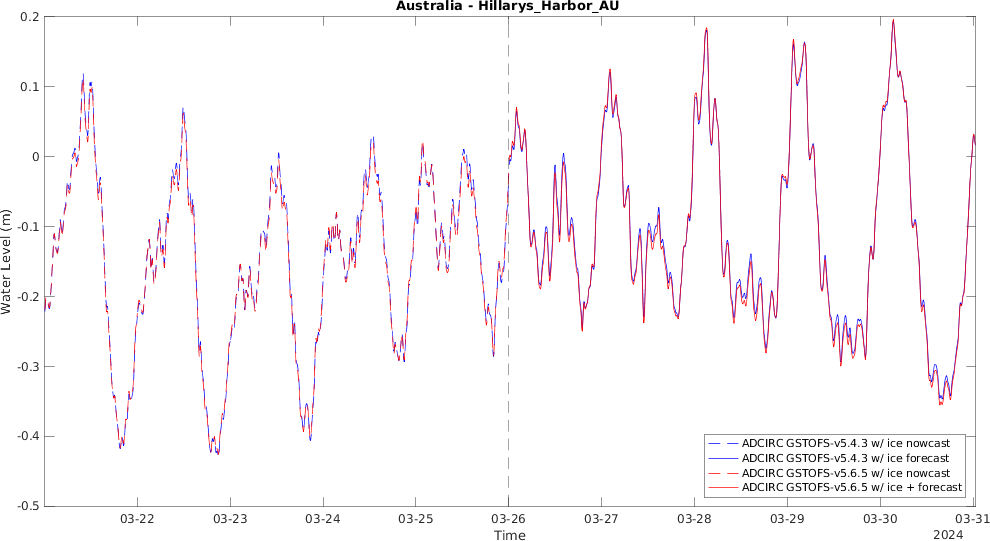 Australia - Hillarys_Harbor_AU
Water Level (m)
0.2
0.1
0
-0.1
-0.2
-0.3
-0.4
-0.5
ADCIRC GSTOFS-v5.4.3 w/ ice nowcast
ADCIRC GSTOFS-v5.4.3 w/ ice forecast
ADCIRC GSTOFS-v5.6.5 w/ ice nowcast
ADCIRC GSTOFS-v5.6.5 w/ ice + forecast
03-22 03-23 03-24 03-25 03-26 03-27 03-28 03-29 03-30 03-31
Time
2024